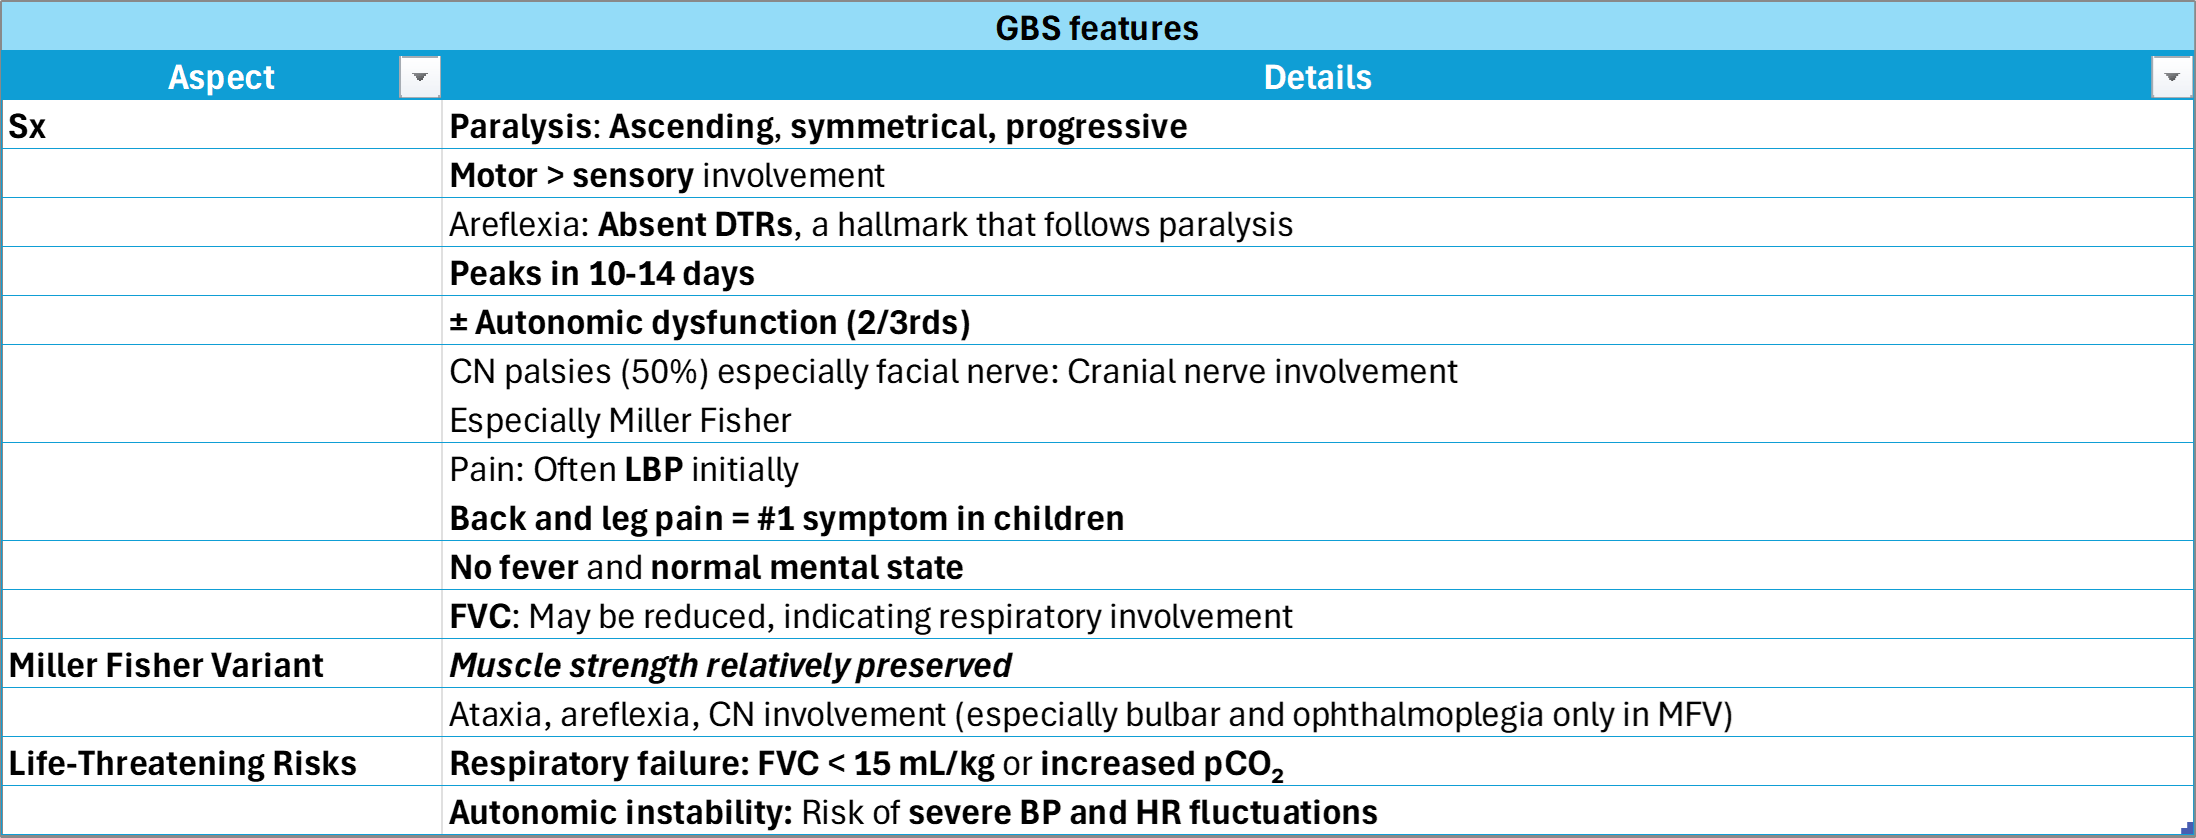 GBS features
Aspect Details
Sx Paralysis: Ascending, symmetrical, progressive
Motor > sensory involvement
Areflexia: Absent DTRs, a hallmark that follows paralysis
Peaks in 10-14 days
± Autonomic dysfunction (2/3rds)
CN palsies (50%) especially facial nerve: Cranial nerve involvement
Especially Miller Fisher
Pain: Often LBP initially
Back and leg pain = #1 symptom in children
No fever and normal mental state
FVC: May be reduced, indicating respiratory involvement
Miller Fisher Variant Muscle strength relatively preserved
Ataxia, areflexia, CN involvement (especially bulbar and ophthalmoplegia only in MFV)
Life-Threatening Risks Respiratory failure: FVC < 15 mL/kg or increased pCO₂
Autonomic instability: Risk of severe BP and HR fluctuations